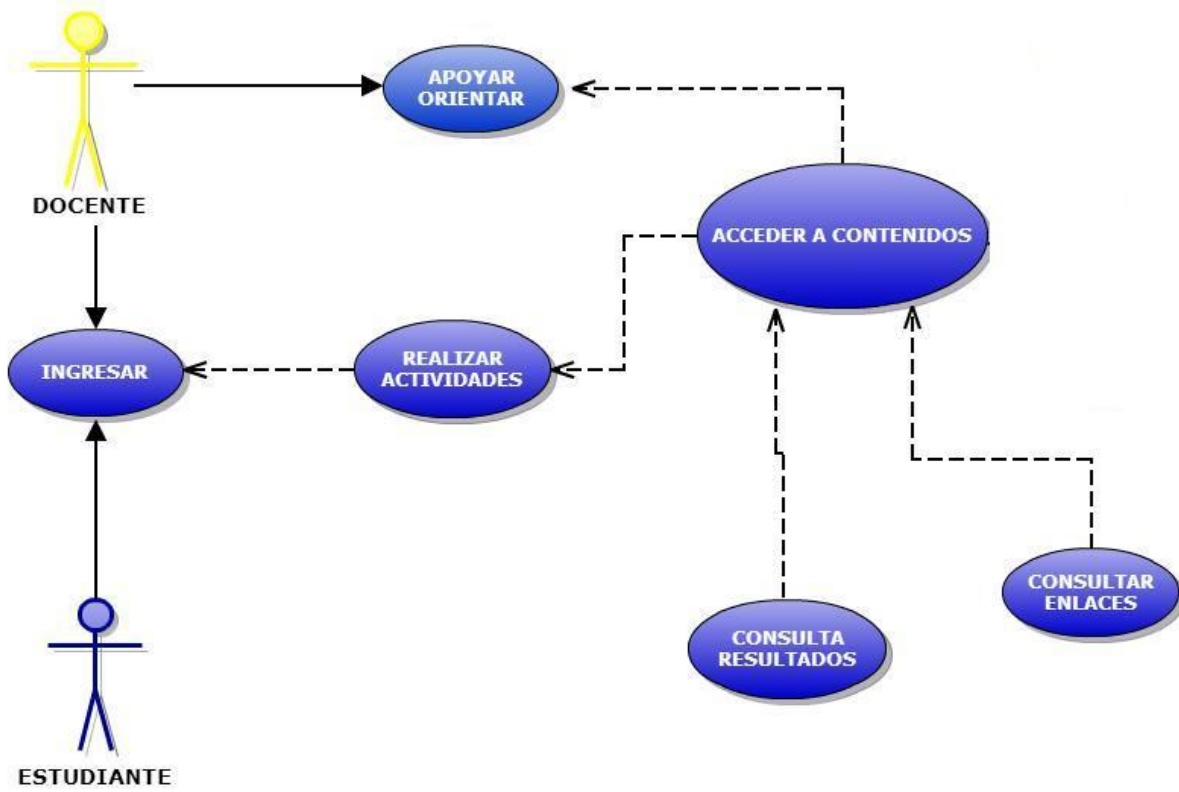 APOYAR
ORIENTAR
DOCENTE
ACCEDER A CONTENIDOS
INGRESAR
REALIZAR
ACTIVIDADES
CONSULTAR
ENLACES
CONSULTA
RESULTADOS
ESTUDIANTE